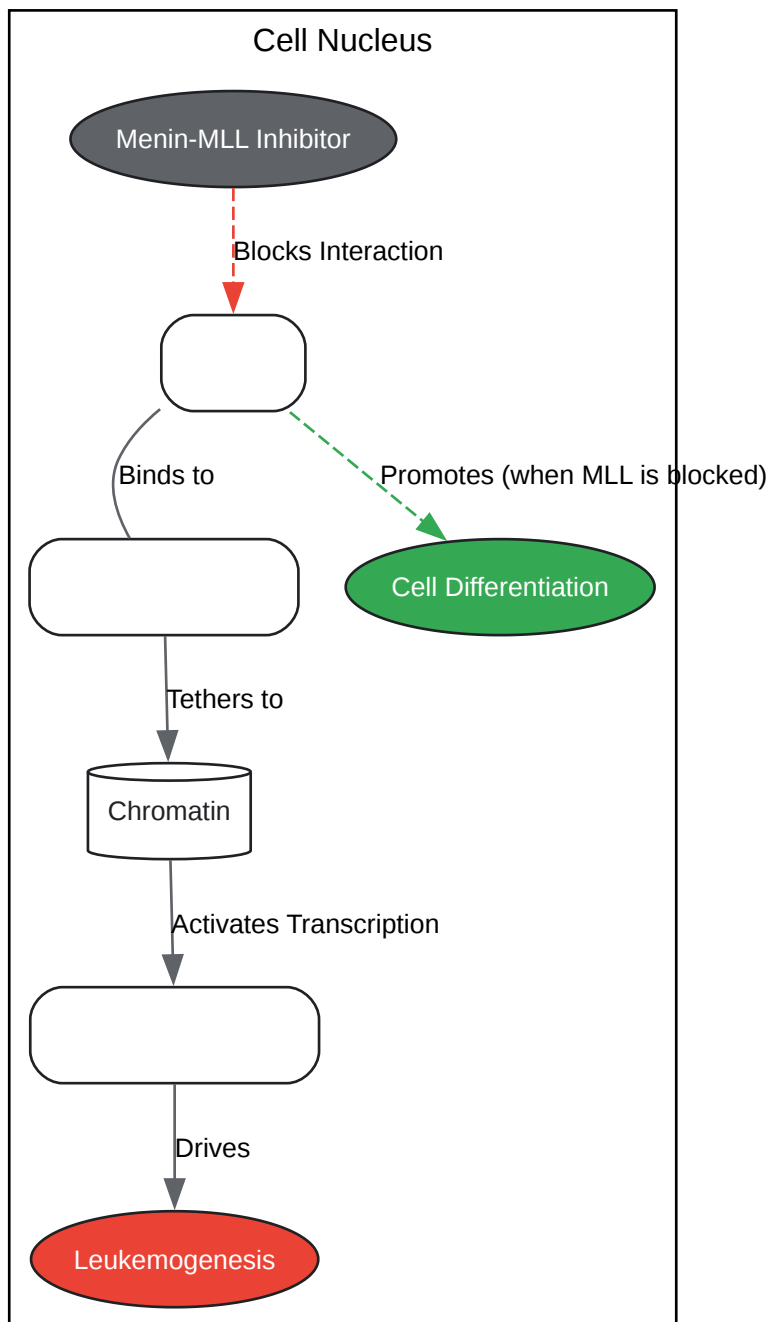 Cell Nucleus
Menin-MLL Inhibitor
Blocks Interaction
Binds to
Promotes (when MLL is blocked)
Cell Differentiation
Tethers to
Chromatin
Activates Transcription
Drives
Leukemogenesis